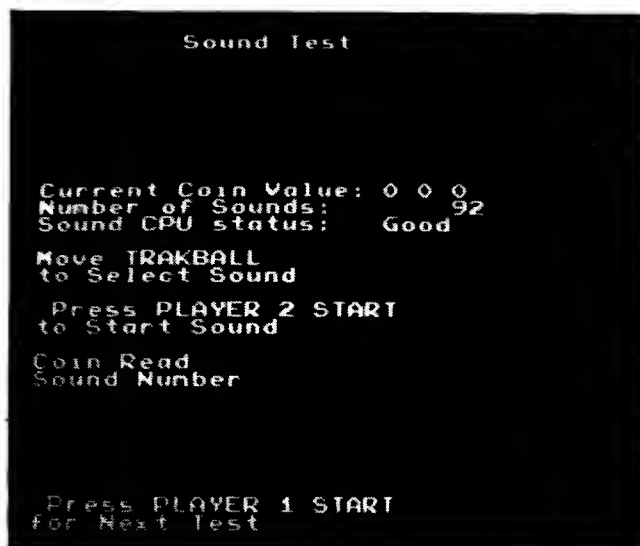 Sound Test
Current Coin Value: 0 0 0
Number of Sounds: 92
Sound CPU status: Good
Move TRAKBALL
to Select Sound
Press PLAYER 2 START
to Start Sound
Coin Read
Sound Number
Press PLAYER 1 START
for Next Test